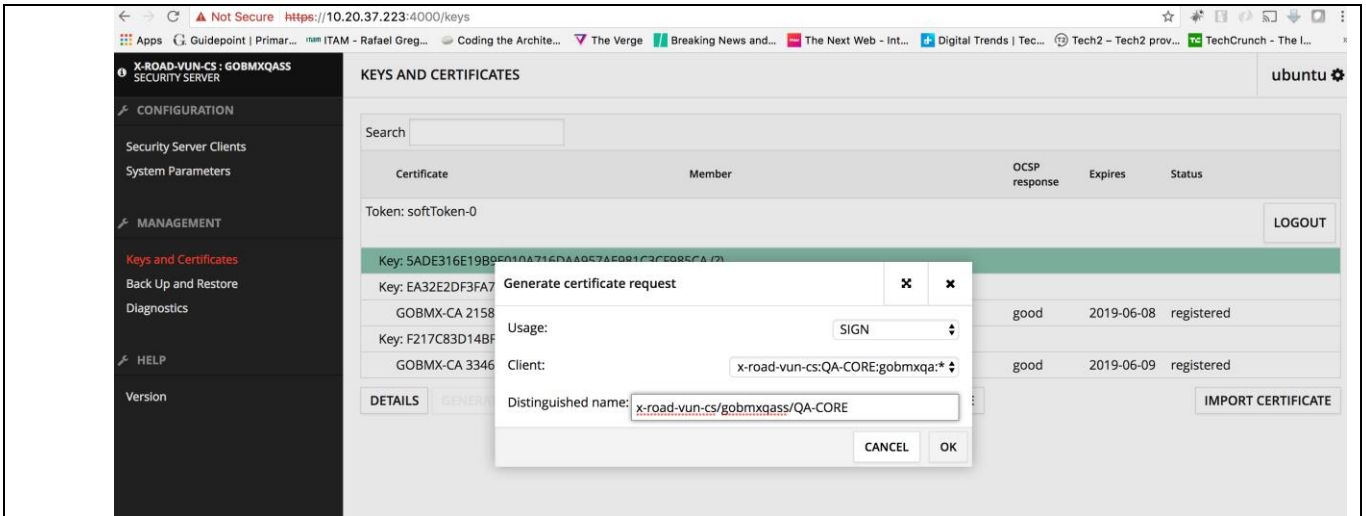 Not Secure https://10.20.37.223:4000/keys
Apps Guidepoint | Primar... ITAM - Rafael Greg... Coding the Archite... The Verge Breaking News and... The Next Web - Int... Digital Trends | Tec... Tech2 – Tech2 prov... TechCrunch - The l...
X-ROAD-VUN-CS : GOBMXQASS
SECURITY SERVER
KEYS AND CERTIFICATES
ubuntu
CONFIGURATION
Security Server Clients
System Parameters
MANAGEMENT
Keys and Certificates
Back Up and Restore
Diagnostics
HELP
Version
Search
Certificate Member OCSP response Expires Status
Token: softToken-0
LOGOUT
Key: 5ADE316E19B9F010A716DAA957AF981C3CF985CA (?)
Key: EA32E2DF3FA7
GOBMX-CA 2158 good 2019-06-08 registered
Key: F217C83D14BF
GOBMX-CA 3346 good 2019-06-09 registered
DETAILS
IMPORT CERTIFICATE
Generate certificate request
Usage: SIGN
Client: x-road-vun-cs:QA-CORE:gobmxqa:*
Distinguished name: x-road-vun-cs/gobmxqass/QA-CORE
CANCEL OK